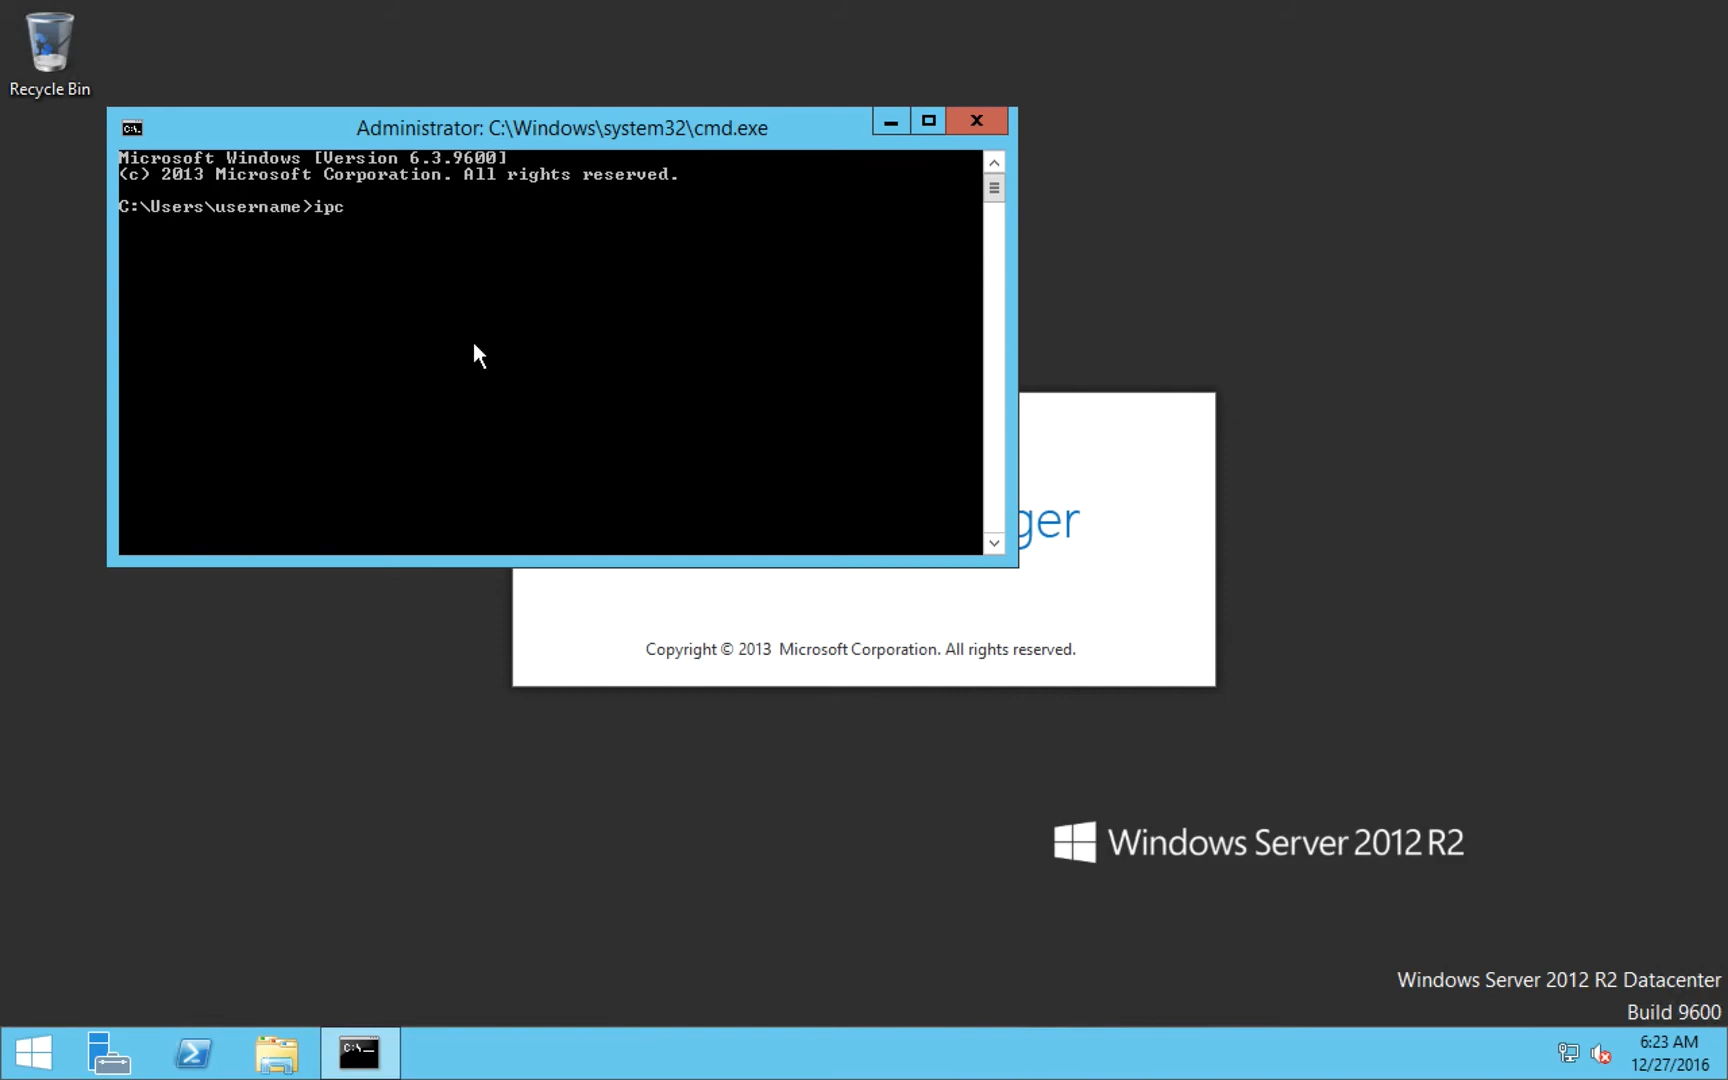 Recycle Bin
Administrator: C:\Windows\system32\cmd.exe
Microsoft Windows [Version 6.3.9600]
(c) 2013 Microsoft Corporation. All rights reserved.
C:\Users\username>ipc
ger
Copyright © 2013 Microsoft Corporation. All rights reserved.
Windows Server 2012 R2
Windows Server 2012 R2 Datacenter
Build 9600
6:23 AM
12/27/2016